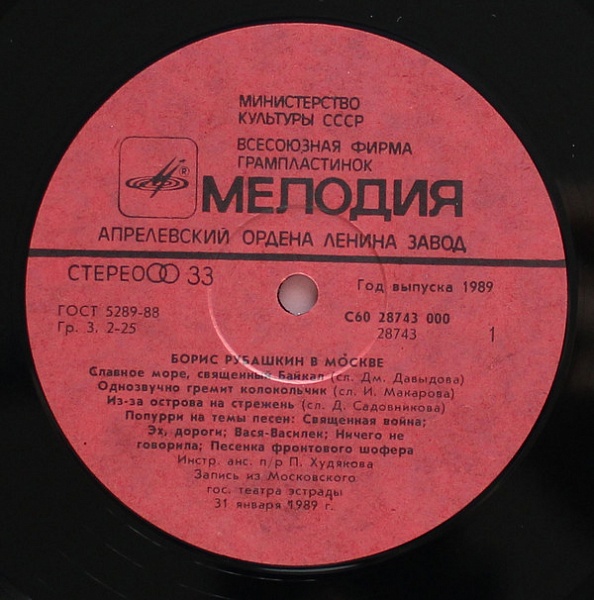 МИНИСТЕРСТВО
КУЛЬТУРЫ СССР
ВСЕСОЮЗНАЯ ФИРМА
ГРАМПЛАСТИНОК
®
МЕЛОДИЯ
АПРЕЛЕВСКИЙ ОРДЕНА ЛЕНИНА ЗАВОД
СТЕРЕО 33
Год выпуска 1989
ГОСТ 5289-88
Гр. 3. 2-25
С60 28743 000
28743
1
БОРИС РУБАШКИН В МОСКВЕ
Славное море, священный Байкал (сл. Дм. Давыдова)
Однозвучно гремит колокольчик (сл. И. Макарова)
Из-за острова на стрежень (сл. Д. Садовникова)
Попурри на темы песен: Священная война;
Эх, дороги; Вася-Василек; Ничего не
говорила; Песенка фронтового шофера
Инстр. анс. п/р П. Худякова
Запись из Московского
гос. театра эстрады
31 января 1989 г.